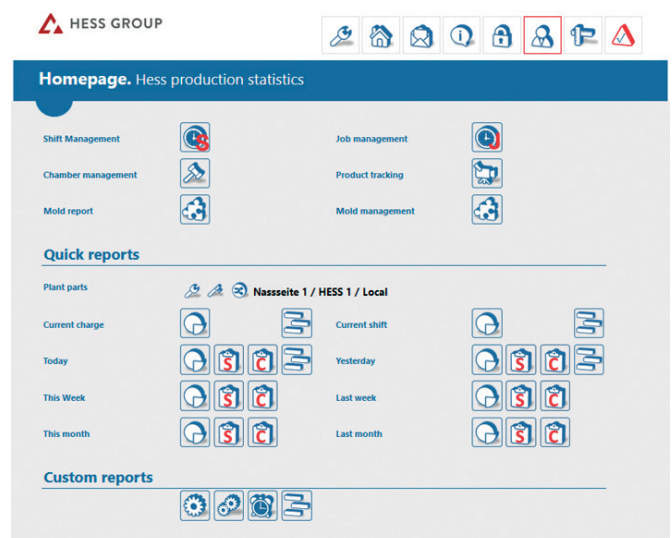 HESS GROUP
Homepage. Hess production statistics
Shift Management S Job management J
Chamber management Product tracking
Mold report Mold management
Quick reports
Plant parts Nassseite 1 / HESS 1 / Local
Current charge Current shift
Today S C Yesterday S C
This Week S C Last week S C
This month S C Last month S C
Custom reports